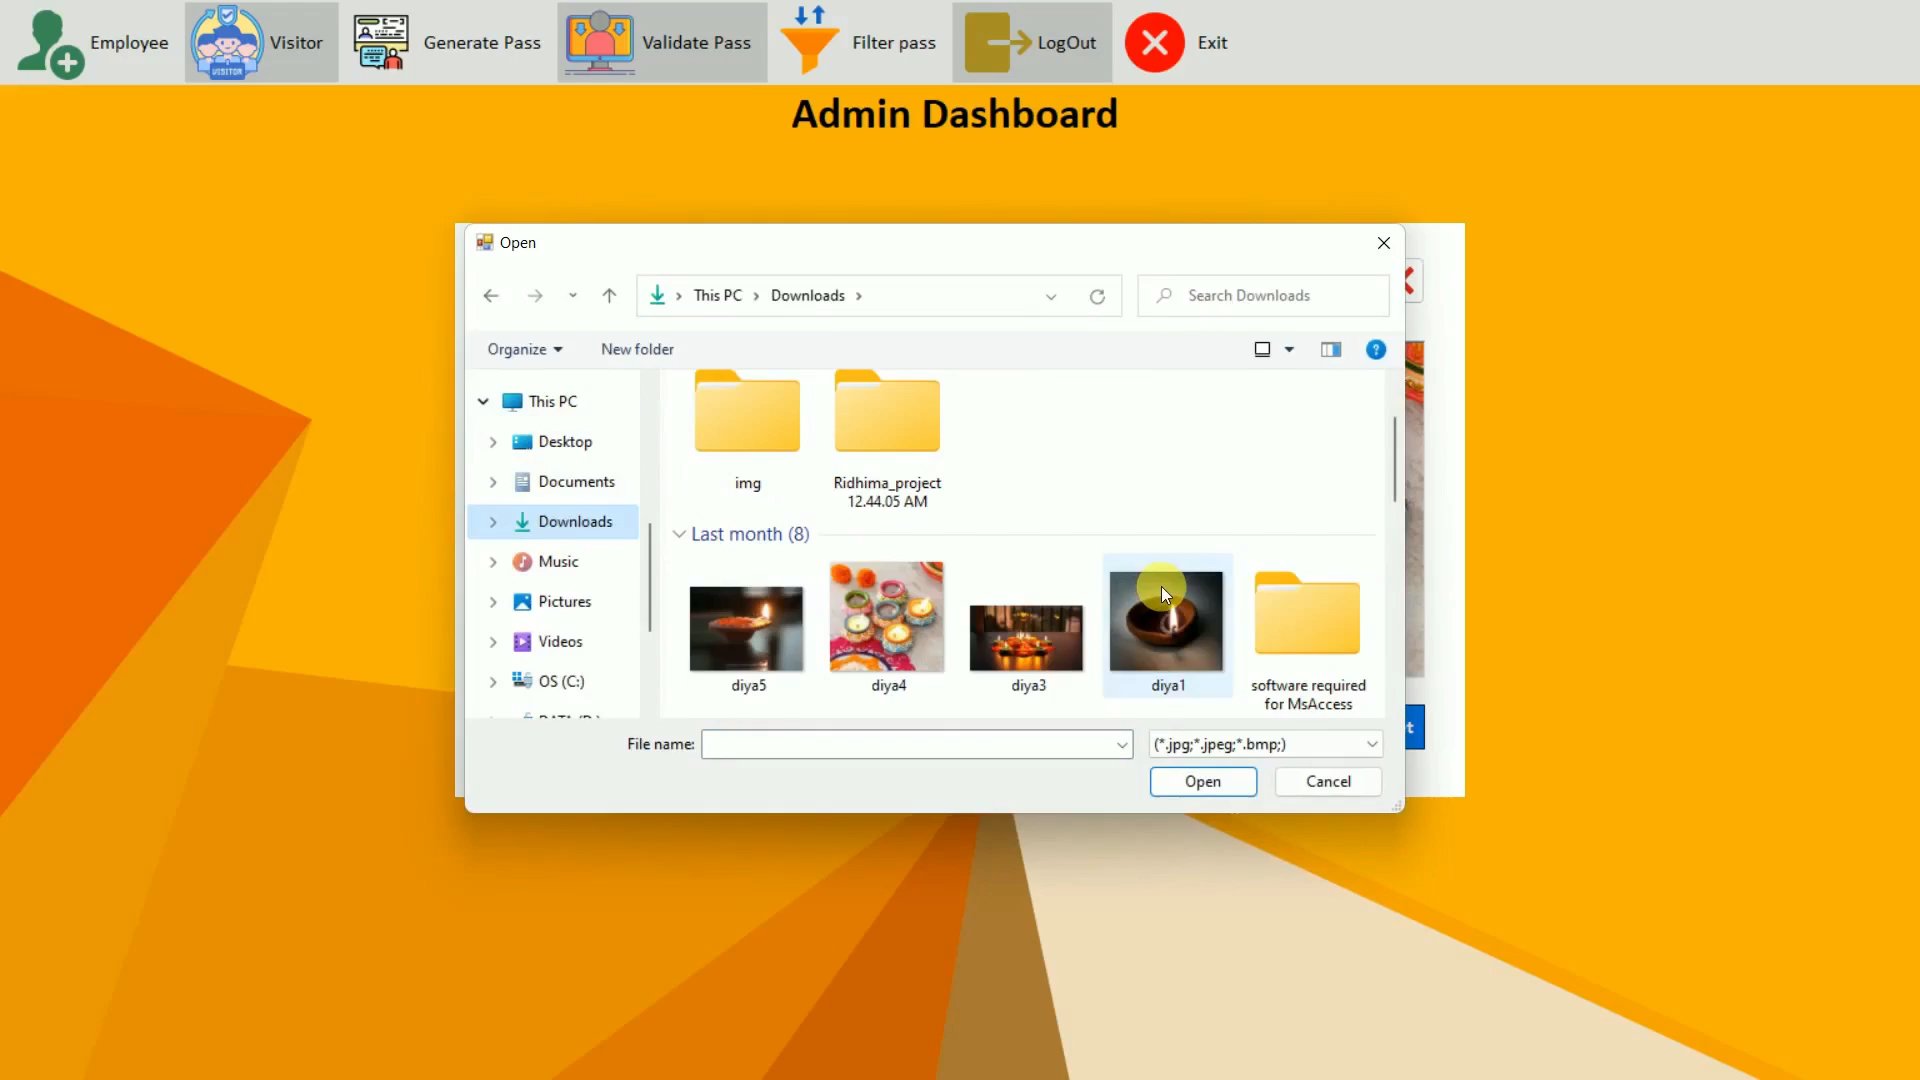 Employee
VISITOR
Visitor
Generate Pass
Validate Pass
Filter pass
LogOut
Exit
Admin Dashboard
Open
This PC > Downloads >
Search Downloads
Organize
New folder
This PC
Desktop
Documents
Downloads
Music
Pictures
Videos
OS (C:)
img
Ridhima_project
12.44.05 AM
Last month (8)
diya5
diya4
diya3
diya1
software required
for MsAccess
File name:
(*.jpg;*.jpeg;*.bmp;)
Open
Cancel
t